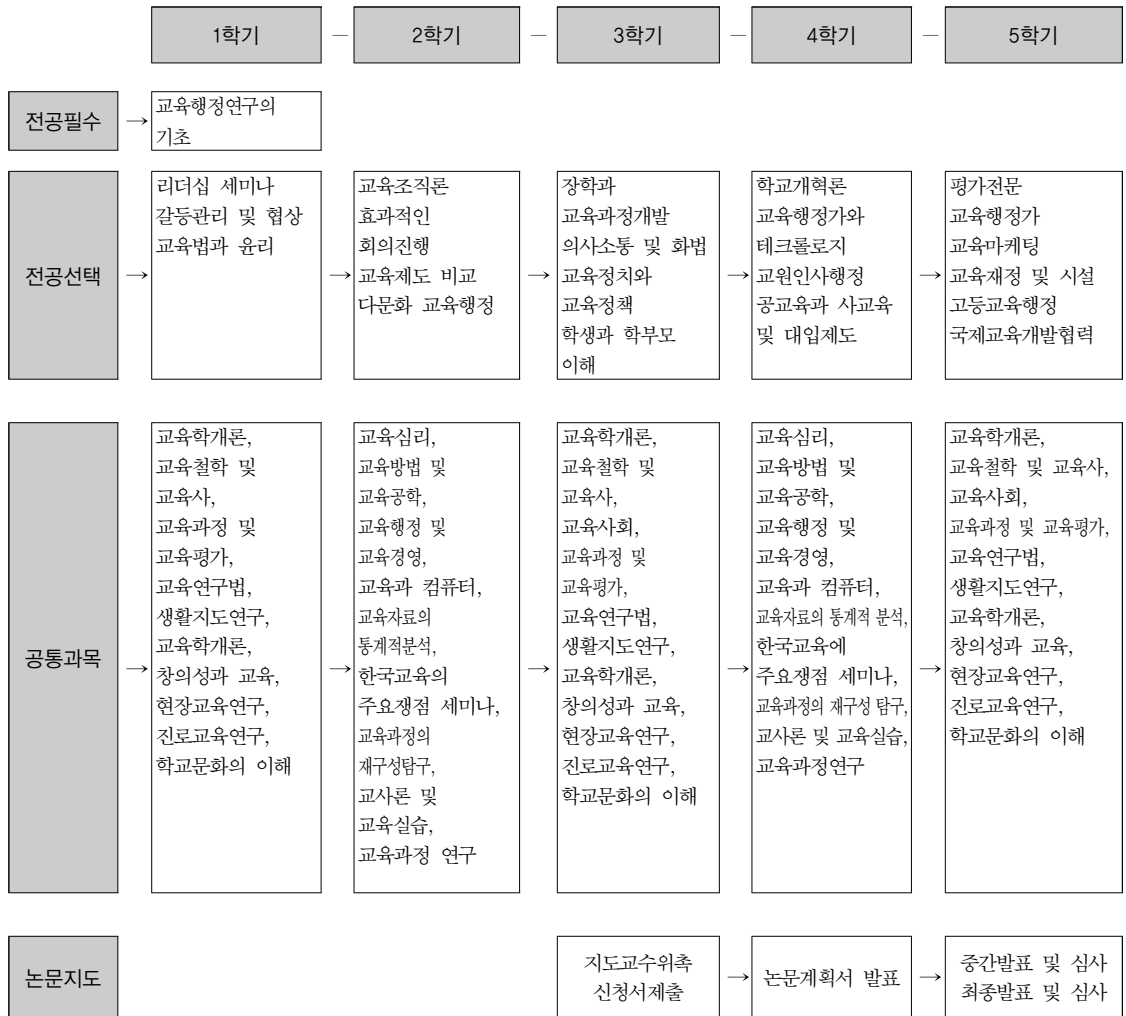 1학기 – 2학기 – 3학기 – 4학기 – 5학기
전공필수 →
교육행정연구의
기초
전공선택 →
리더십 세미나
갈등관리 및 협상
교육법과 윤리
→
교육조직론
효과적인
회의진행
교육제도 비교
다문화 교육행정
→
장학과
교육과정개발
의사소통 및 화법
교육정치와
교육정책
학생과 학부모
이해
→
학교개혁론
교육행정가와
테크롤로지
교원인사행정
공교육과 사교육
및 대입제도
→
평가전문
교육행정가
교육마케팅
교육재정 및 시설
고등교육행정
국제교육개발협력
공통과목 →
교육학개론,
교육철학 및
교육사,
교육과정 및
교육평가,
교육연구법,
생활지도연구,
교육학개론,
창의성과 교육,
현장교육연구,
진로교육연구,
학교문화의 이해
→
교육심리,
교육방법 및
교육공학,
교육행정 및
교육경영,
교육과 컴퓨터,
교육자료의
통계적분석,
한국교육의
주요쟁점 세미나,
교육과정의
재구성탐구,
교사론 및
교육실습,
교육과정 연구
→
교육학개론,
교육철학 및
교육사,
교육사회,
교육과정 및
교육평가,
교육연구법,
생활지도연구,
교육학개론,
창의성과 교육,
현장교육연구,
진로교육연구,
학교문화의 이해
→
교육심리,
교육방법 및
교육공학,
교육행정 및
교육경영,
교육과 컴퓨터,
교육자료의 통계적 분석,
한국교육에
주요쟁점 세미나,
교육과정의 재구성 탐구,
교사론 및 교육실습,
교육과정연구
→
교육학개론,
교육철학 및 교육사,
교육사회,
교육과정 및 교육평가,
교육연구법,
생활지도연구,
교육학개론,
창의성과 교육,
현장교육연구,
진로교육연구,
학교문화의 이해
논문지도
지도교수위촉
신청서제출
→
논문계획서 발표
→
중간발표 및 심사
최종발표 및 심사